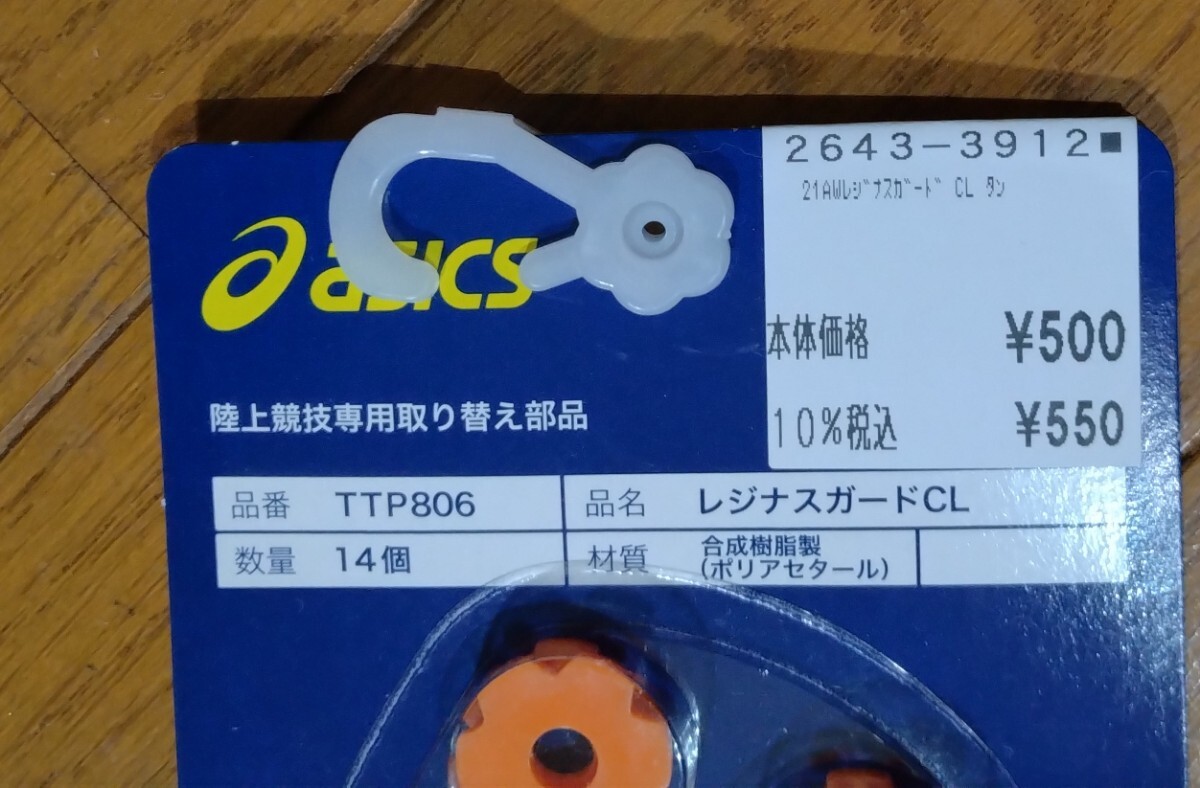 2643-3912■
21AWレジナスガード CL タン
本体価格 ¥500
10%税込 ¥550
asics
陸上競技専用取り替え部品
品番 TTP806 品名 レジナスガードCL
数量 14個 材質 合成樹脂製
(ポリアセタール)